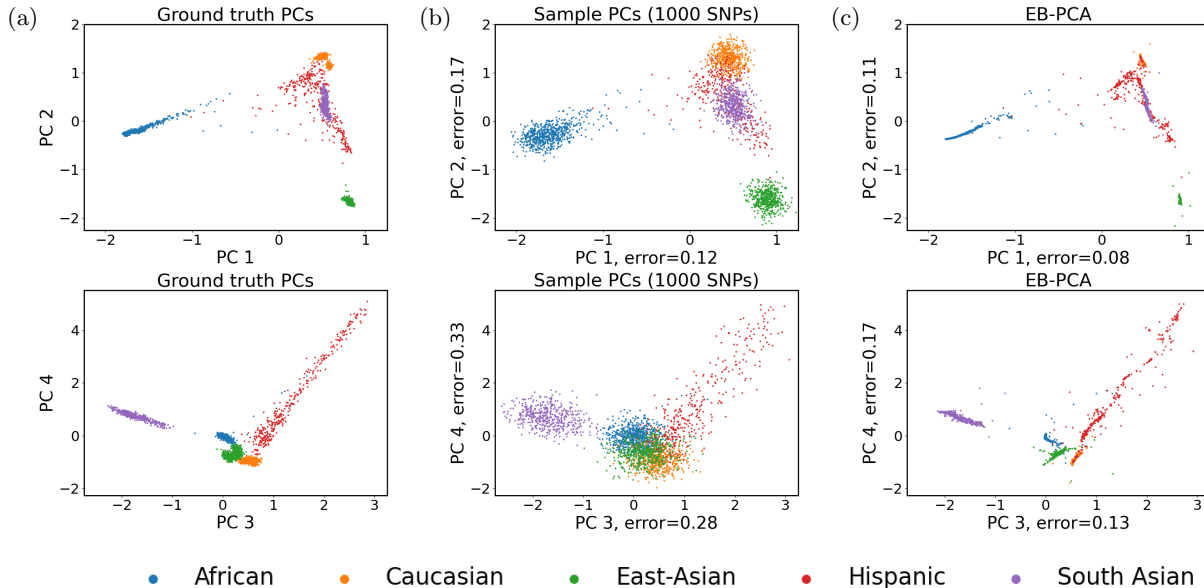 (a)
Ground truth PCs
2
1
0
−1
−2
PC 2
−2
−1
0
1
PC 1
(b)
Sample PCs (1000 SNPs)
2
1
0
−1
−2
PC 2, error=0.17
−2
−1
0
1
PC 1, error=0.12
(c)
EB-PCA
2
1
0
−1
−2
PC 2, error=0.11
−2
−1
0
1
PC 1, error=0.08
Ground truth PCs
4
2
0
−2
PC 4
−2
−1
0
1
2
3
PC 3
Sample PCs (1000 SNPs)
4
2
0
−2
PC 4, error=0.33
−2
−1
0
1
2
3
PC 3, error=0.28
EB-PCA
4
2
0
−2
PC 4, error=0.17
−2
−1
0
1
2
3
PC 3, error=0.13
African
Caucasian
East-Asian
Hispanic
South Asian